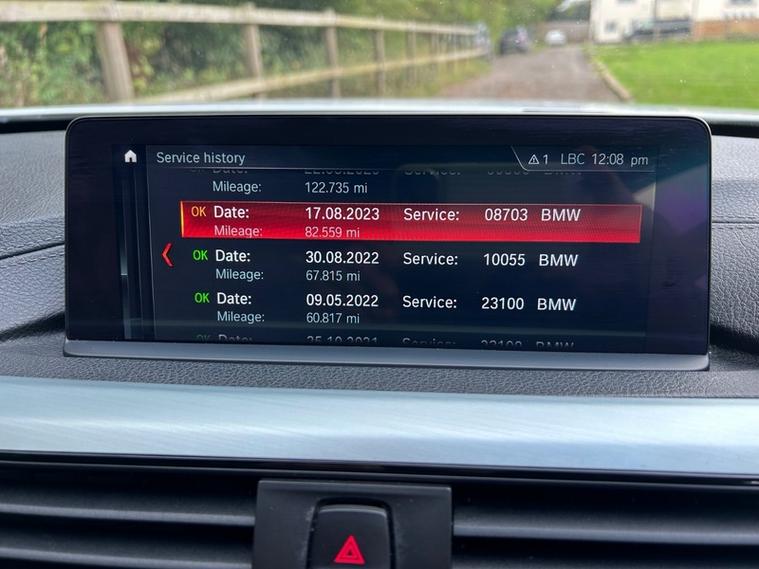 Service history
1 LBC 12:08 pm
Mileage: 122.735 mi
OK Date: 17.08.2023 Service: 08703 BMW
Mileage: 82.559 mi
OK Date: 30.08.2022 Service: 10055 BMW
Mileage: 67.815 mi
OK Date: 09.05.2022 Service: 23100 BMW
Mileage: 60.817 mi